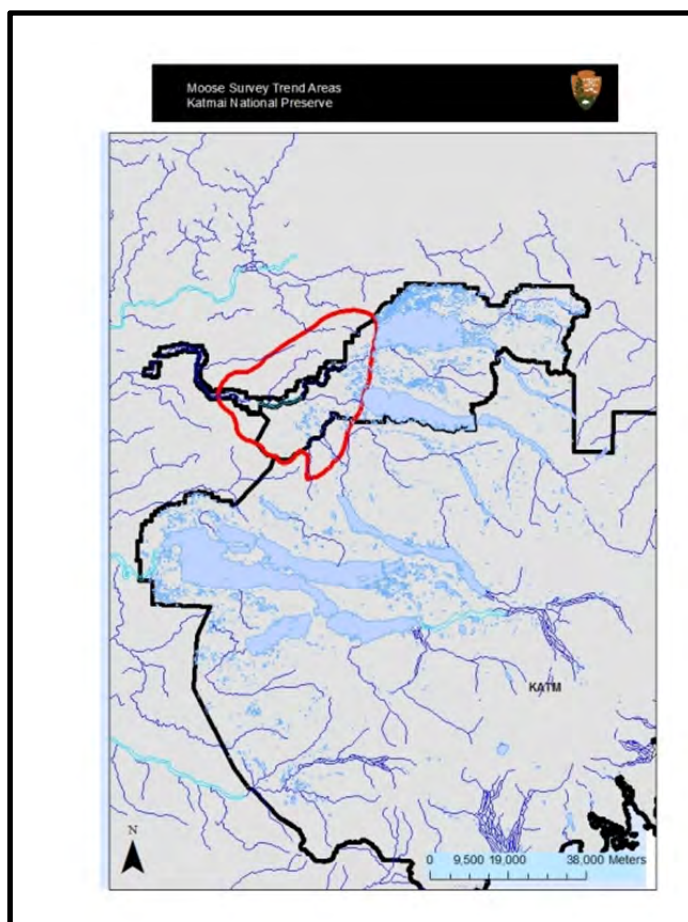 Moose Survey Trend Areas
Katmai National Preserve
KATM
N
0 9,500 19,000 38,000 Meters